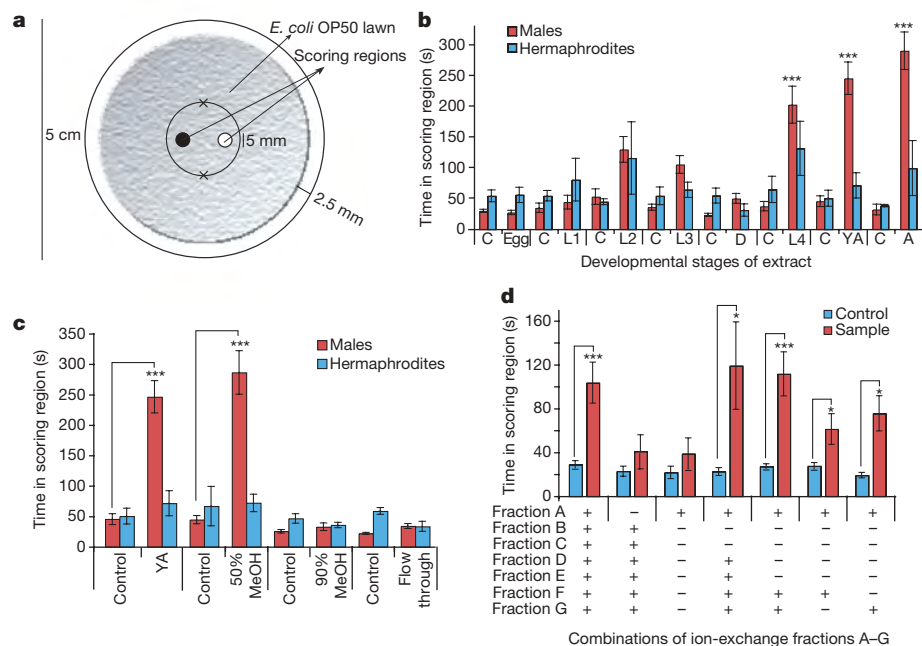 a
E. coli OP50 lawn
Scoring regions
5 cm
5 mm
2.5 mm
b
Males
Hermaphrodites
Time in scoring region (s)
300
250
200
150
100
50
0
*** *** ***
C Egg C L1 C L2 C L3 C D C L4 C YA C A
Developmental stages of extract
c
Males
Hermaphrodites
Time in scoring region (s)
350
300
250
200
150
100
50
0
*** ***
Control
YA
Control
50%
MeOH
Control
90%
MeOH
Control
Flow
through
d
Control
Sample
Time in scoring region (s)
160
120
80
40
0
*** * *** * *
Fraction A + – + + + + +
Fraction B + + – – – – –
Fraction C + + – – – – –
Fraction D + + – + – – –
Fraction E + + – + – – –
Fraction F + + – + + + –
Fraction G + + – + + – +
Combinations of ion-exchange fractions A–G